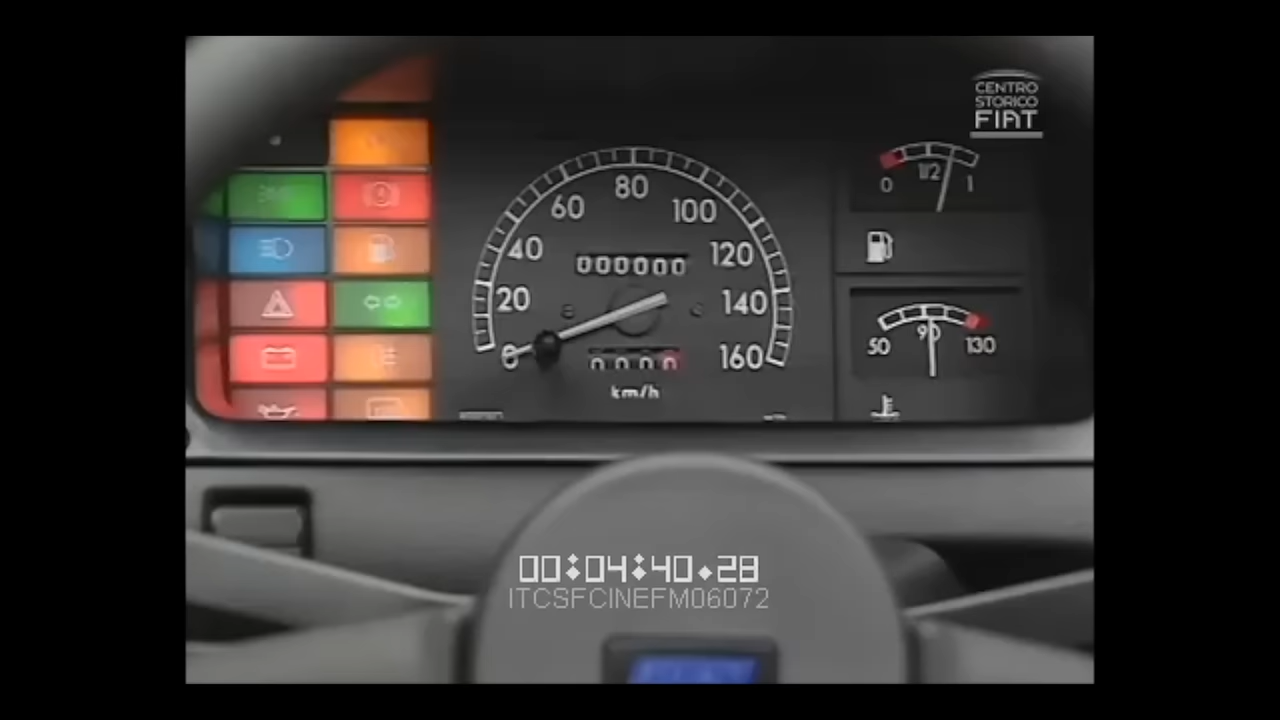 CENTRO
STORICO
FIAT
0 1/2 1
20 40 60 80 100 120 140 160
000000
0
km/h
50 90 130
00:04:40.28
ITCSFCINEFM06072